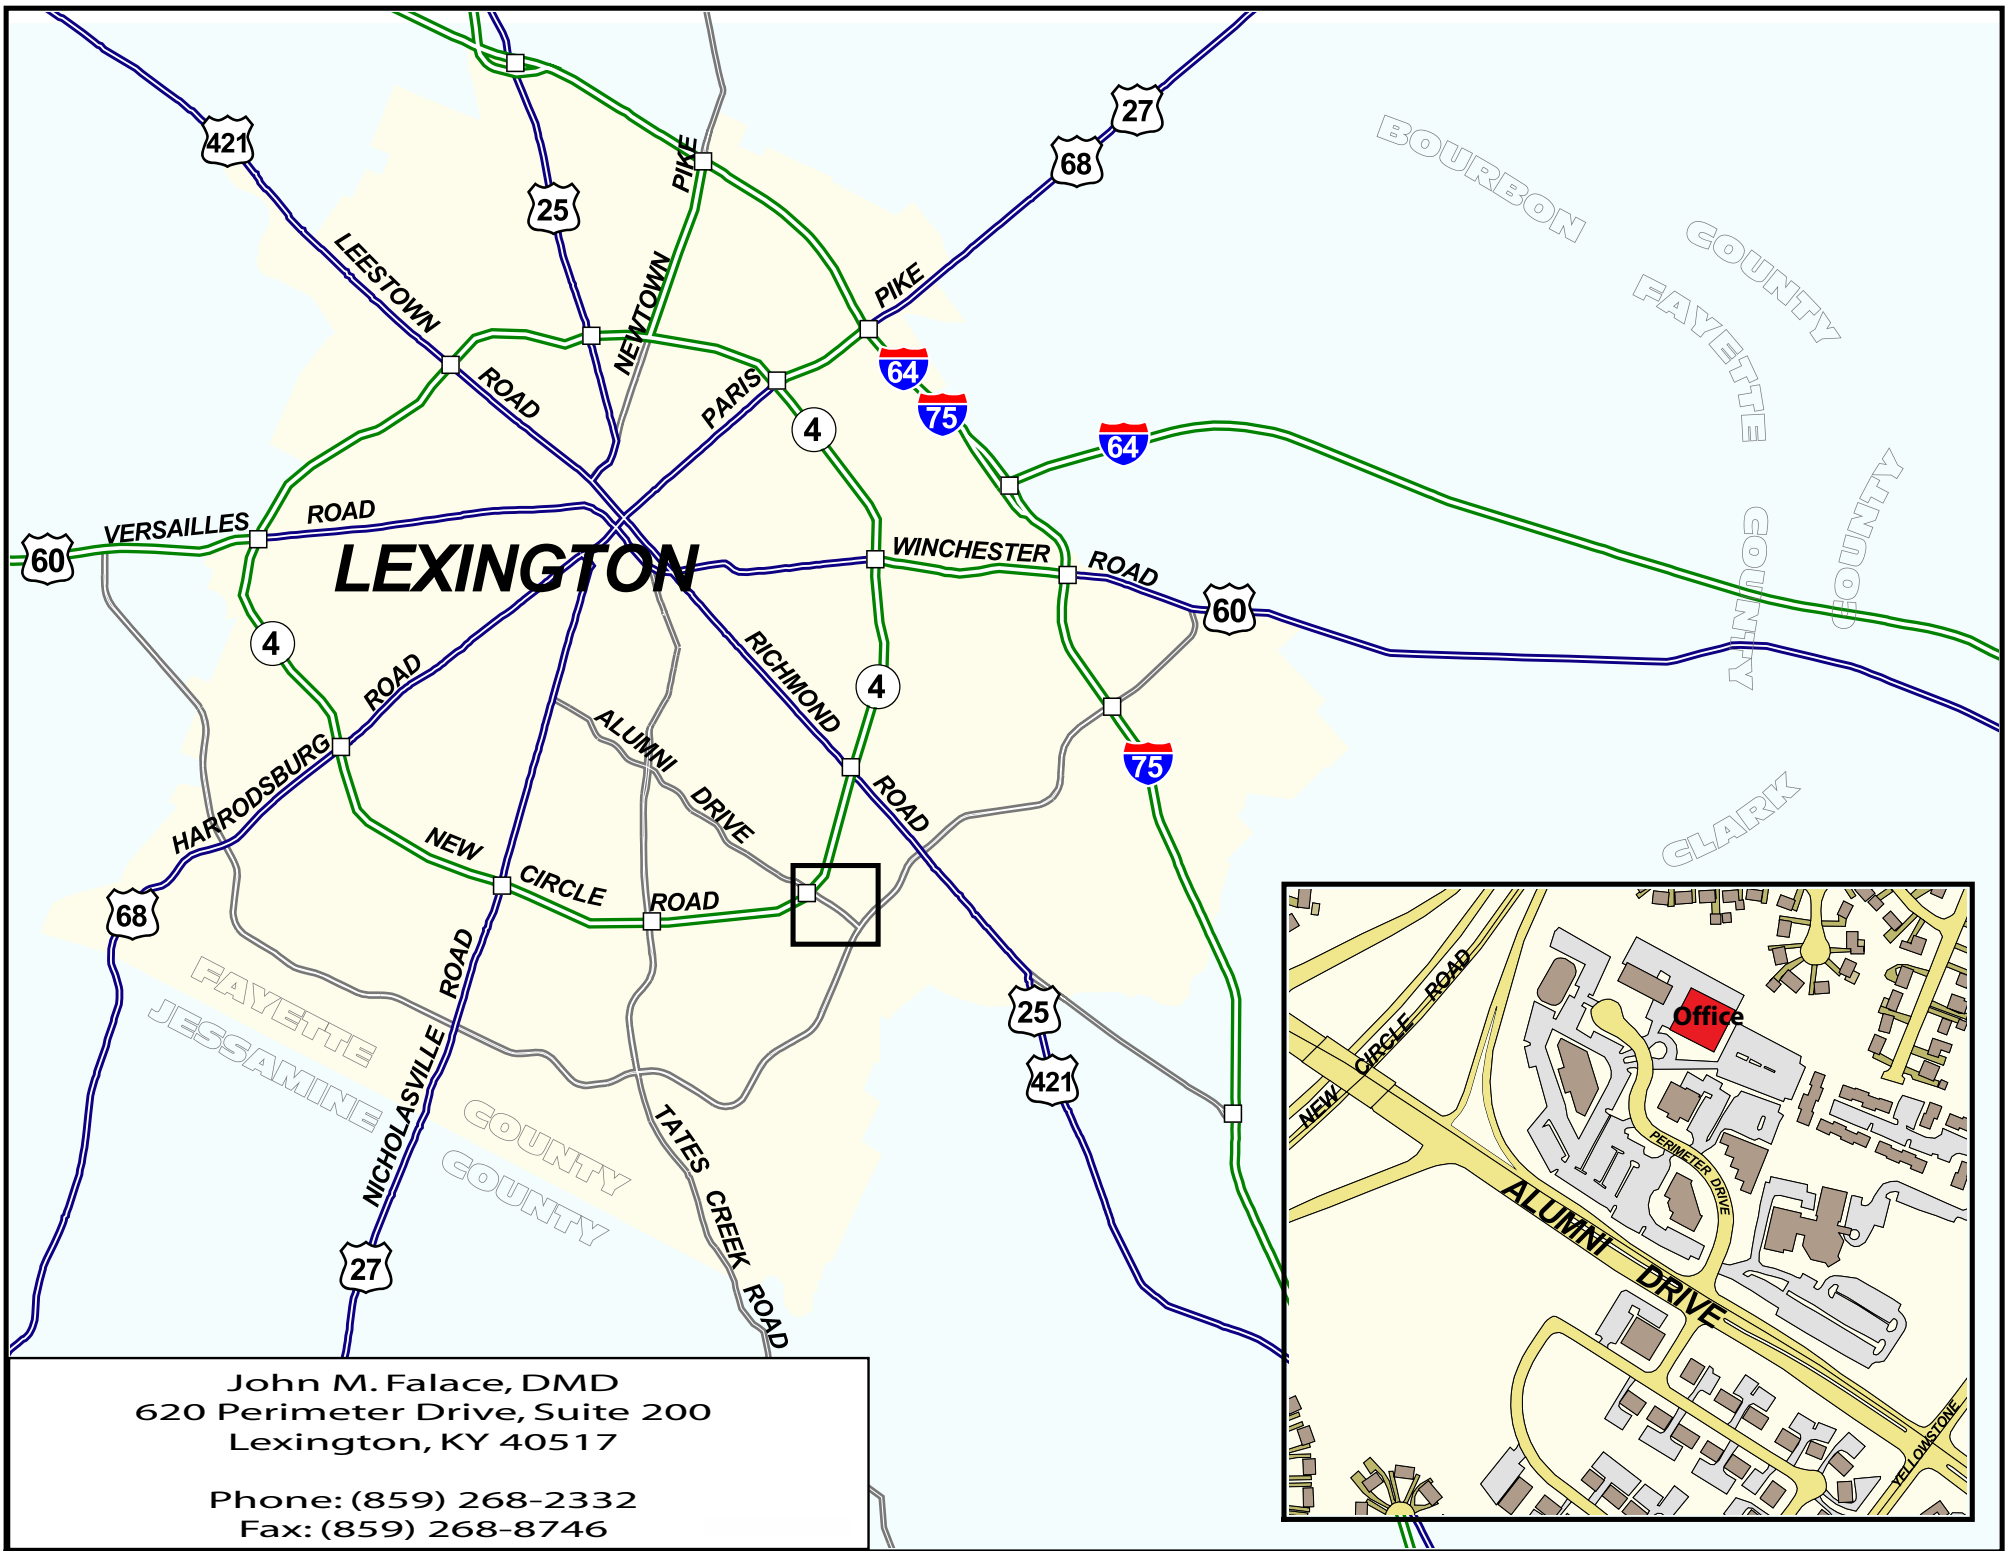 27
421
68
25
BOURBON
COUNTY
FAYETTE
COUNTY
LEESTOWN
ROAD
NEWTOWN
PIKE
PARIS
PIKE
64
75
4
64
COUNTY
60
VERSAILLES
ROAD
LEXINGTON
WINCHESTER
ROAD
60
4
4
ROAD
HARRODSBURG
RICHMOND
ROAD
ALUMNI
DRIVE
75
CLARK
NEW
CIRCLE
ROAD
68
ROAD
NICHOLASVILLE
FAYETTE
COUNTY
JESSAMINE
COUNTY
25
421
27
TATES
CREEK
ROAD
NEW
CIRCLE
ROAD
Office
PERIMETER DRIVE
ALUMNI
DRIVE
YELLOWSTONE
John M. Falace, DMD
620 Perimeter Drive, Suite 200
Lexington, KY 40517
Phone: (859) 268-2332
Fax: (859) 268-8746